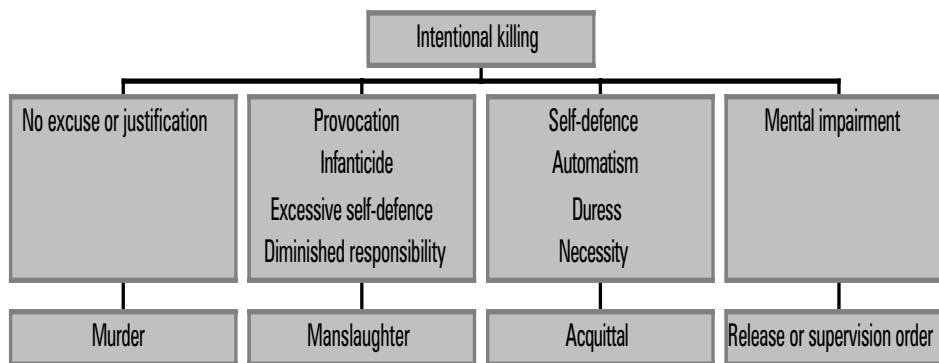 Intentional killing
No excuse or justification
Provocation
Infanticide
Excessive self-defence
Diminished responsibility
Self-defence
Automatism
Duress
Necessity
Mental impairment
Murder
Manslaughter
Acquittal
Release or supervision order